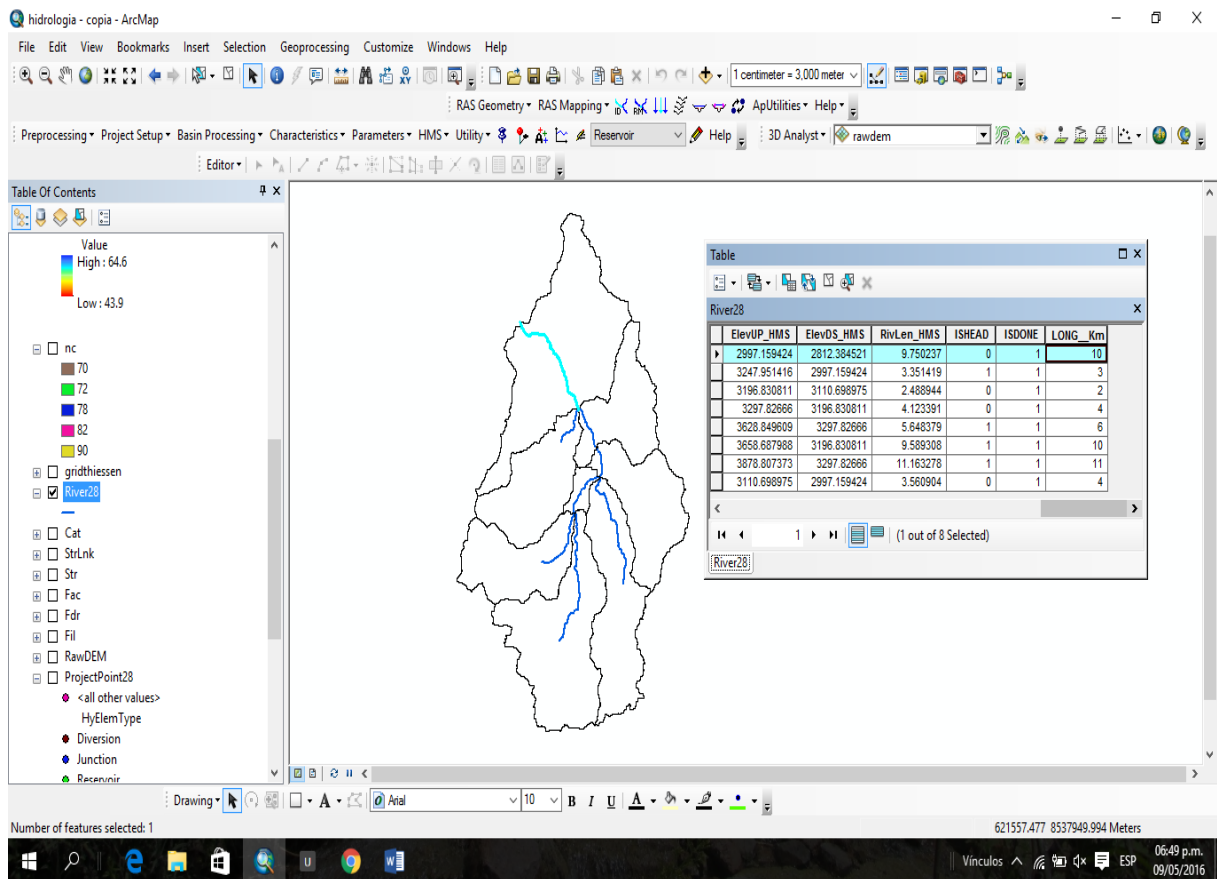 hidrologia - copia - ArcMap
File Edit View Bookmarks Insert Selection Geoprocessing Customize Windows Help
1 centimeter = 3,000 meter
RAS Geometry RAS Mapping ID RM ApUtilities Help
Preprocessing Project Setup Basin Processing Characteristics Parameters HMS Utility Reservoir Help 3D Analyst rawdem
Editor
Table Of Contents
Value
High : 64.6
Low : 43.9
nc
70
72
78
82
90
gridthiessen
River28
Cat
StrLnk
Str
Fac
Fdr
Fil
RawDEM
ProjectPoint28
<all other values>
HyElemType
Diversion
Junction
Reservoir
Table
River28
ElevUP_HMS ElevDS_HMS RivLen_HMS ISHEAD ISDONE LONG__Km
2997.159424 2812.384521 9.750237 0 1 10
3247.951416 2997.159424 3.351419 1 1 3
3196.830811 3110.698975 2.488944 0 1 2
3297.82666 3196.830811 4.123391 0 1 4
3628.849609 3297.82666 5.648379 1 1 6
3658.687988 3196.830811 9.589308 1 1 10
3878.807373 3297.82666 11.163278 1 1 11
3110.698975 2997.159424 3.560904 0 1 4
1 (1 out of 8 Selected)
River28
Drawing A Arial 10 B I U A
Number of features selected: 1
621557.477 8537949.994 Meters
Vínculos ESP 06:49 p.m.
09/05/2016